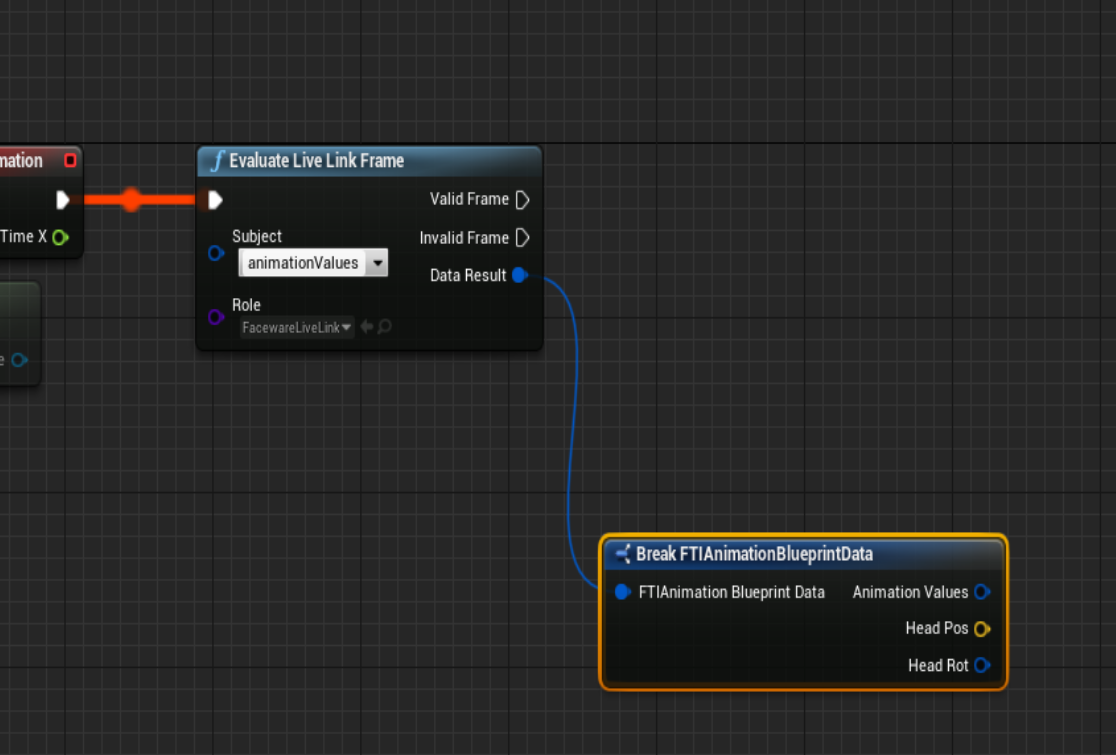 mation
Time X
e
Evaluate Live Link Frame
Valid Frame
Subject
Invalid Frame
animationValues
Data Result
Role
FacewareLiveLink
Break FTIAnimationBlueprintData
FTIAnimation Blueprint Data
Animation Values
Head Pos
Head Rot